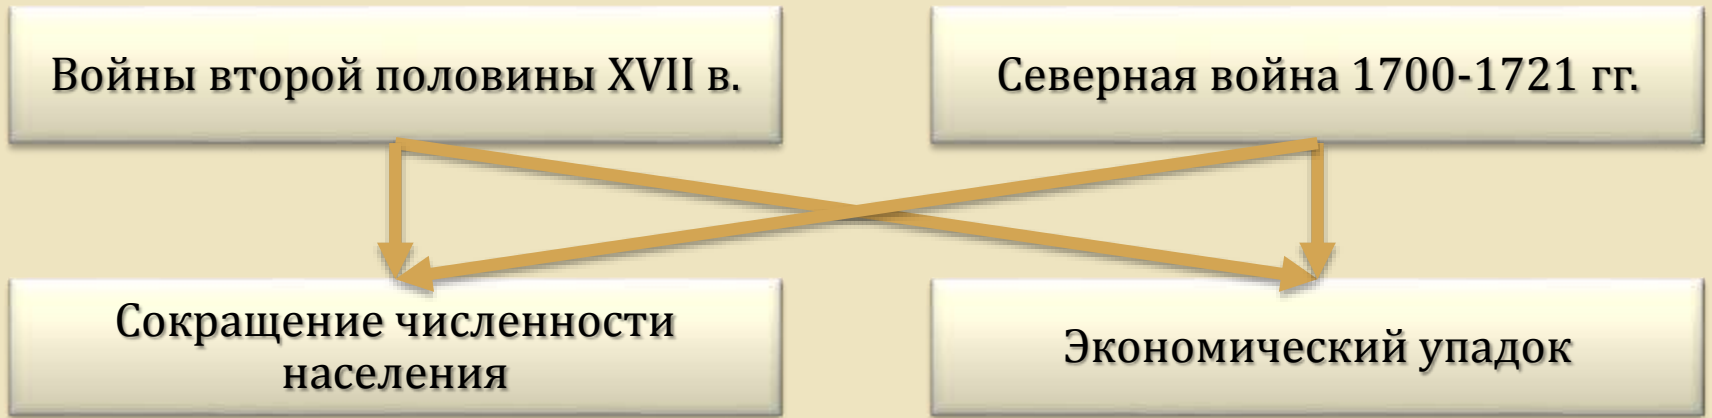 Войны второй половины XVII в.
Северная война 1700-1721 гг.
Сокращение численности
населения
Экономический упадок